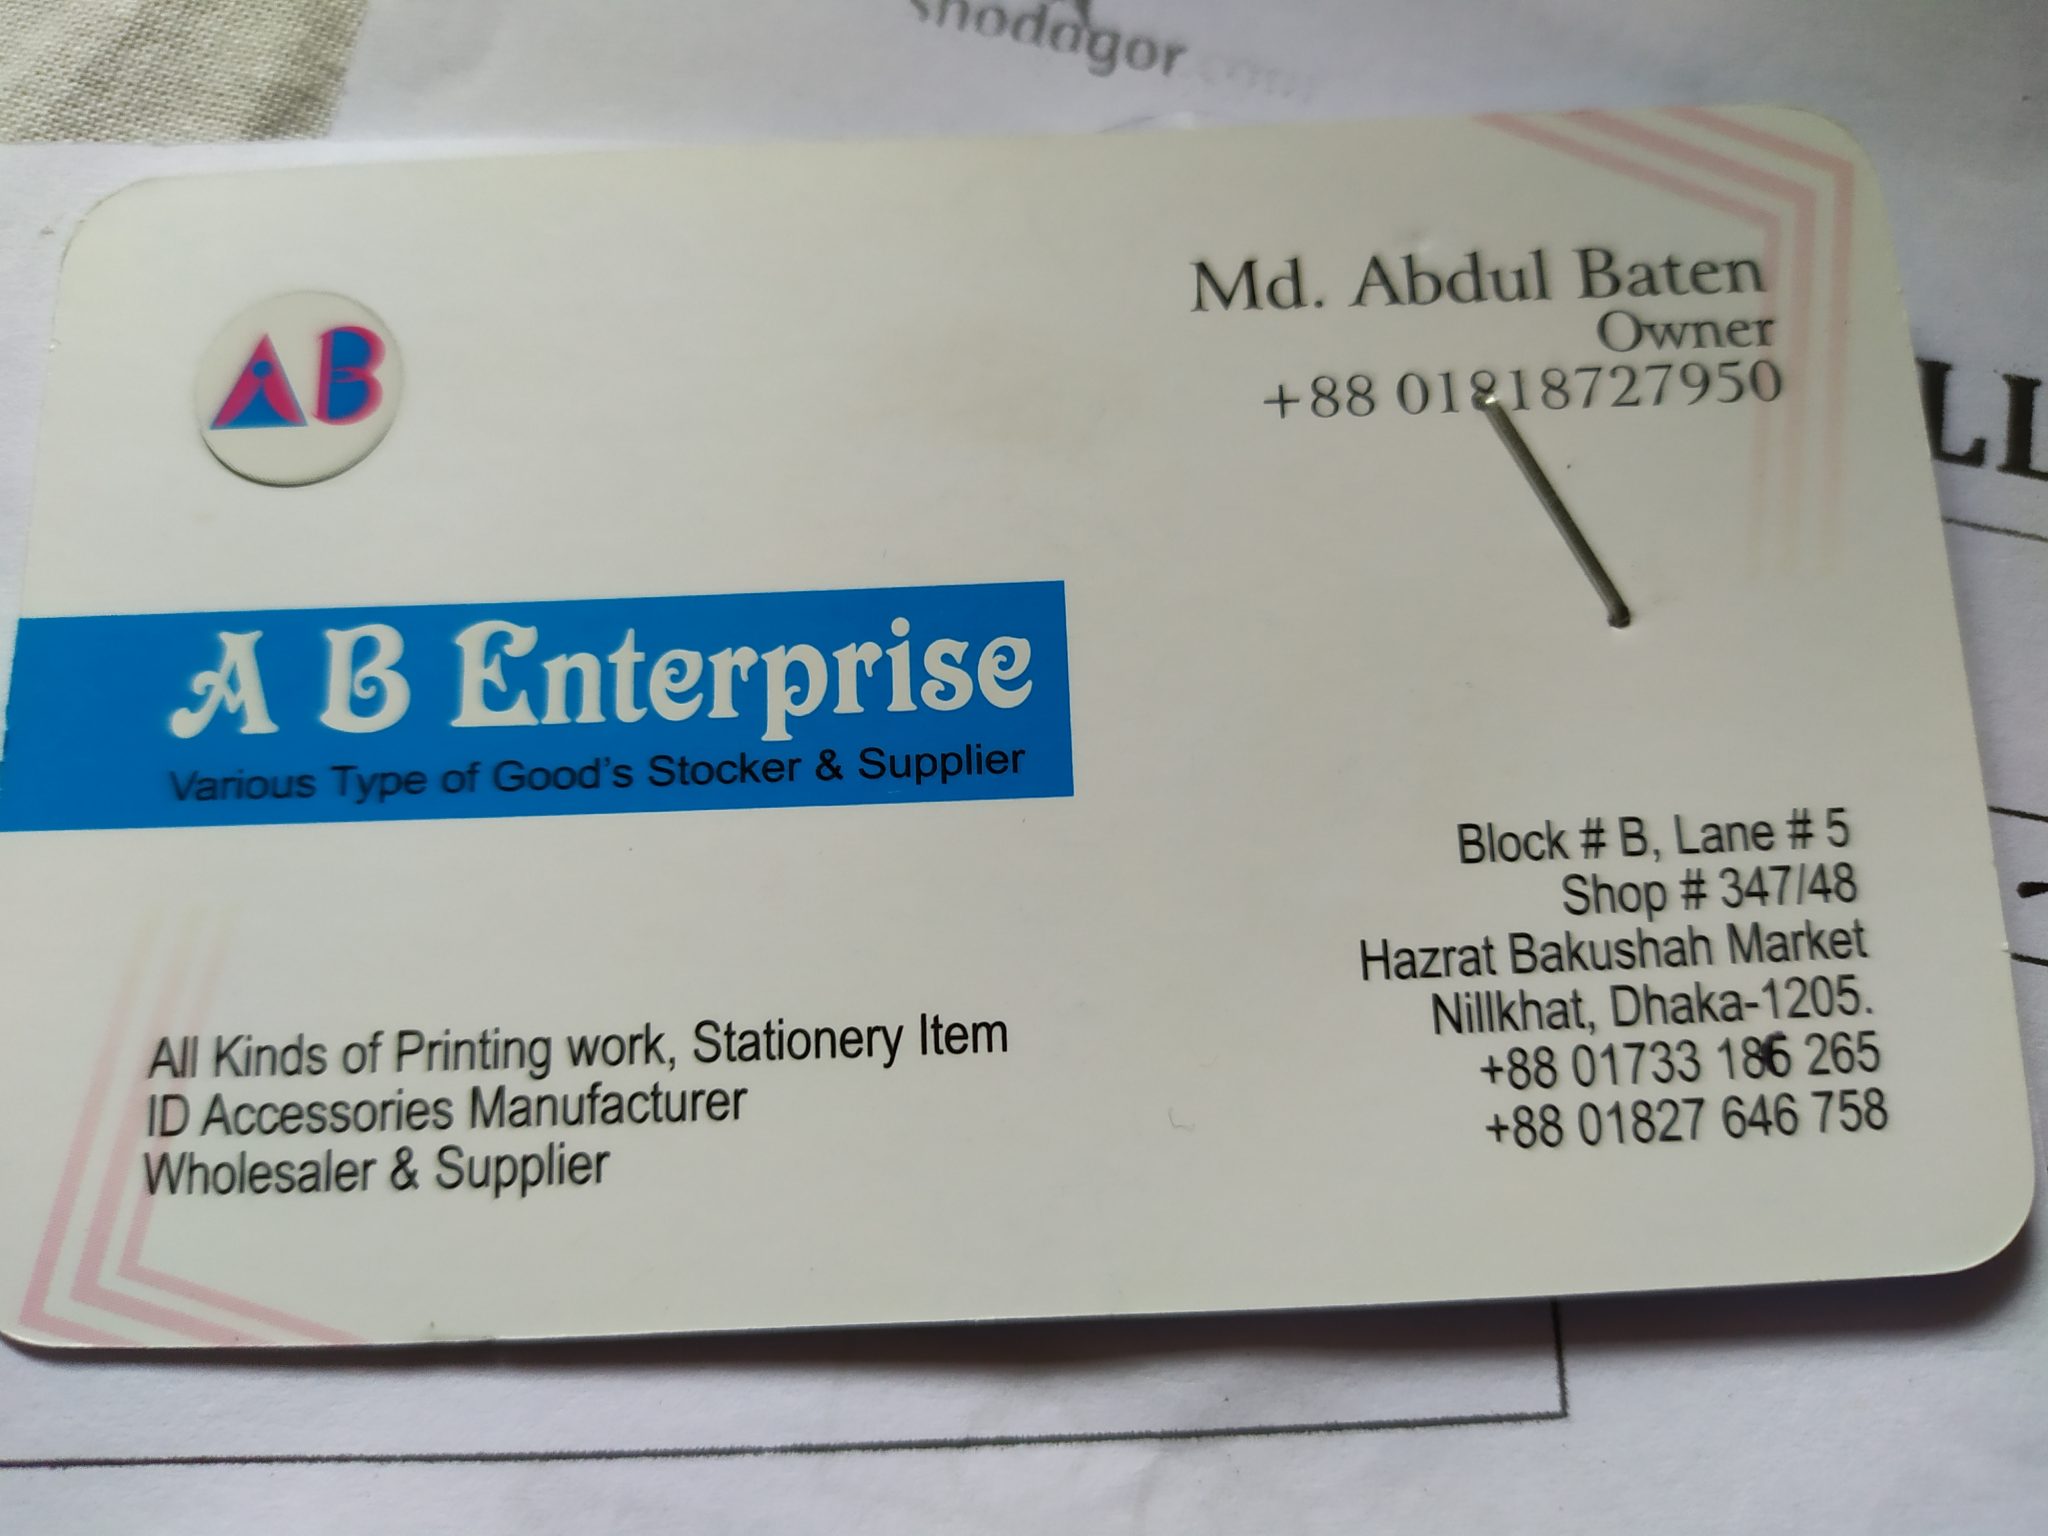 shodagor.com
AB
Md. Abdul Baten
Owner
+88 01818727950
A B Enterprise
Various Type of Good's Stocker & Supplier
Block # B, Lane # 5
Shop # 347/48
Hazrat Bakushah Market
Nillkhat, Dhaka-1205.
+88 01733 186 265
+88 01827 646 758
All Kinds of Printing work, Stationery Item
ID Accessories Manufacturer
Wholesaler & Supplier